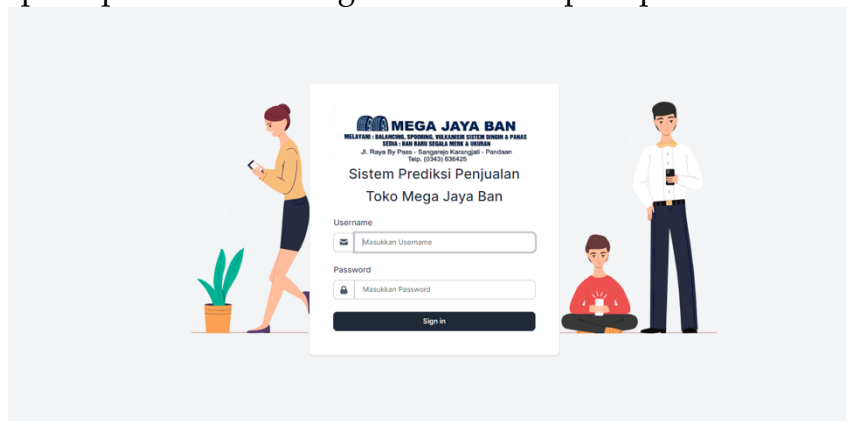 MEGA JAYA BAN
MELAYANI : BALANCING, SPOORING, VULKANISIR SISTEM DINGIN & PANAS
SEDIA : BAN BARU SEGALA MERK & UKURAN
Jl. Raya By Pass - Sangarejo Karangjati - Pandaan
Telp. (0343) 636425
Sistem Prediksi Penjualan
Toko Mega Jaya Ban
Username
Masukkan Username
Password
Masukkan Password
Sign in